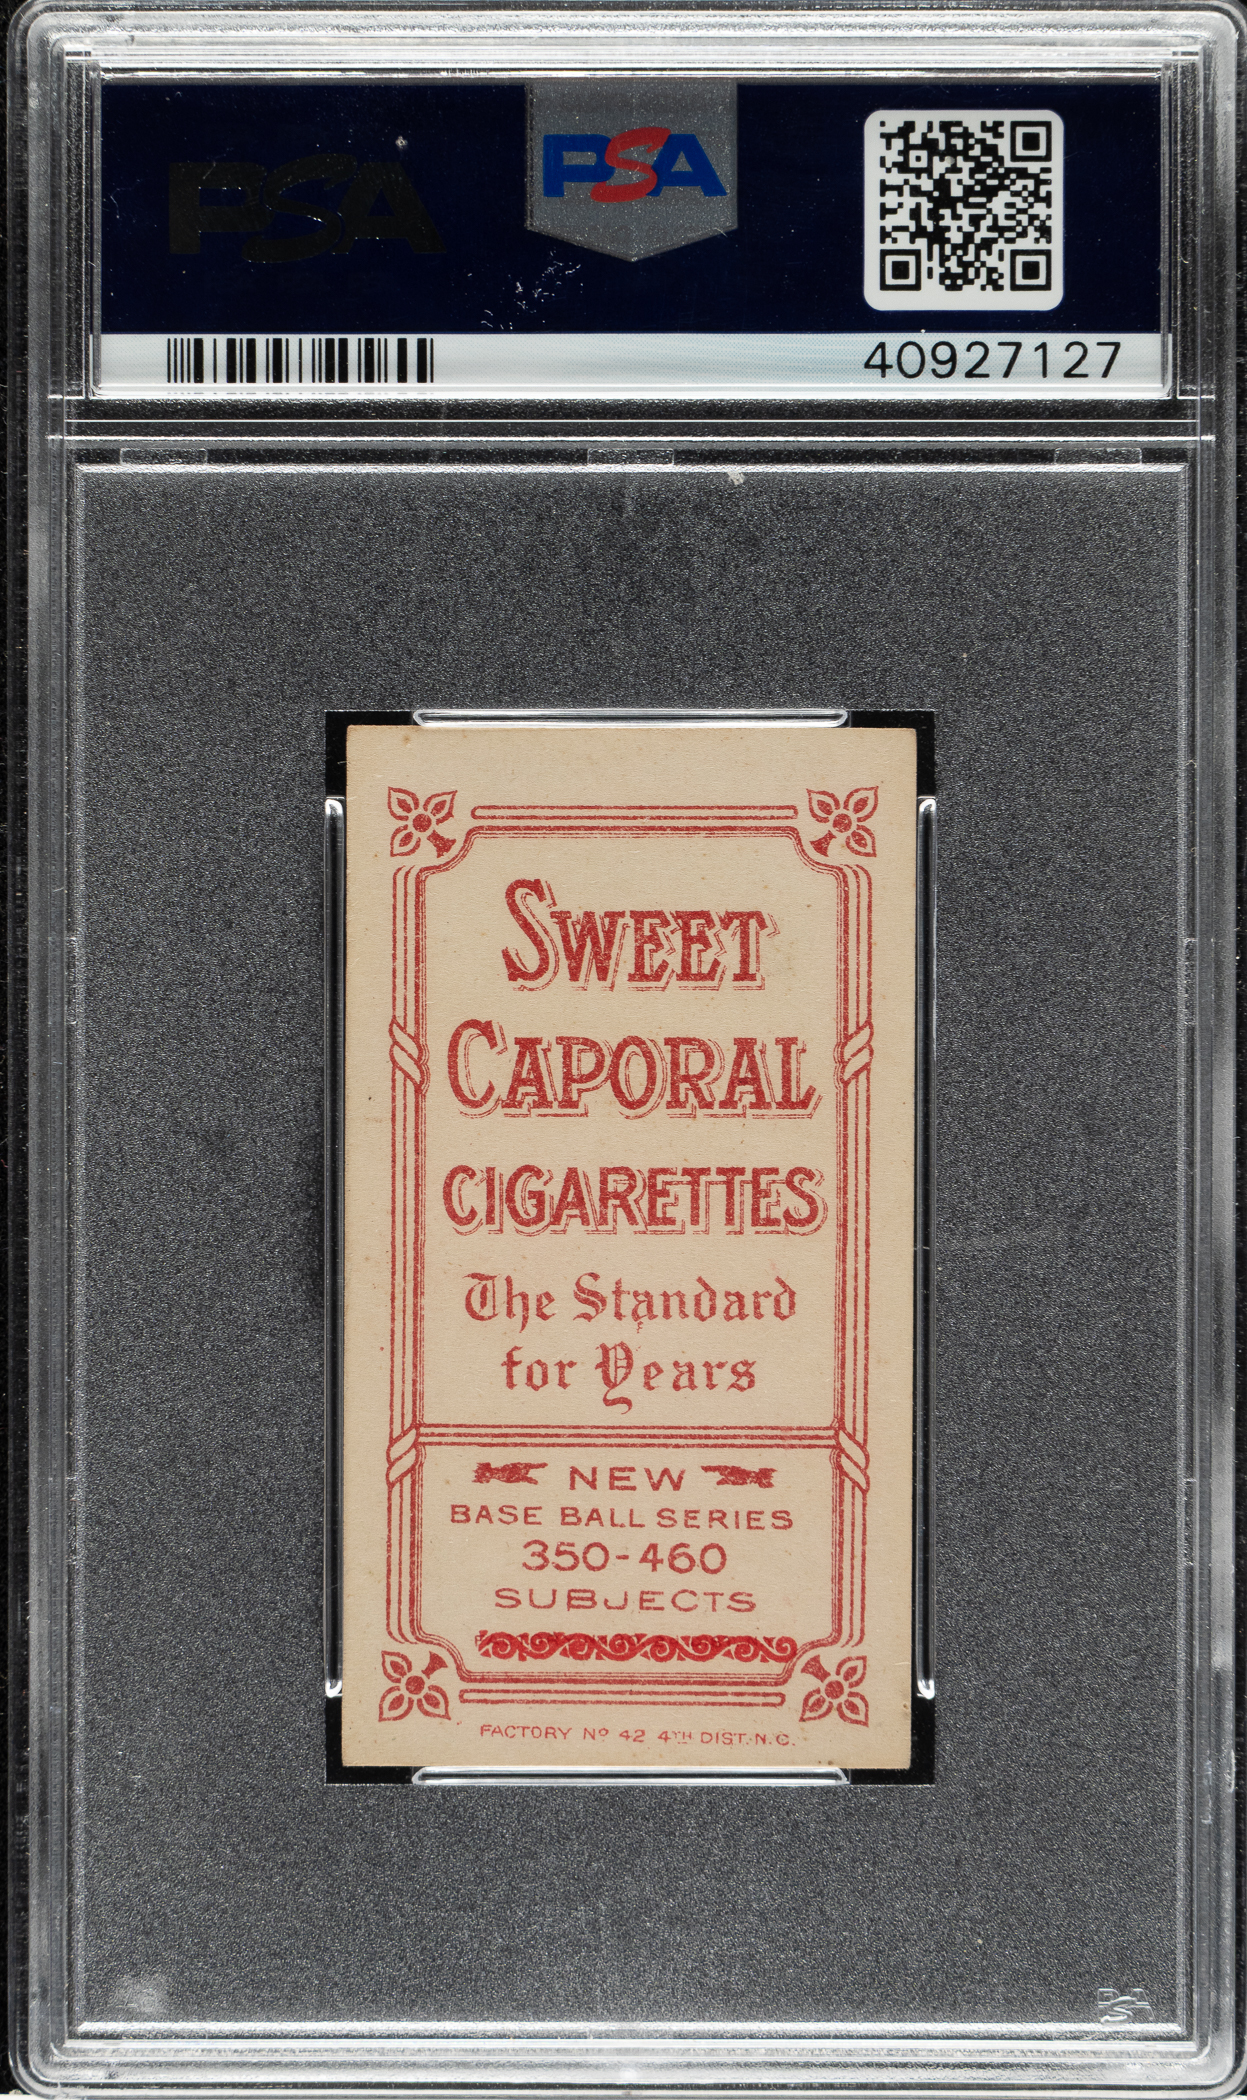 PSA
PSA
40927127
SWEET
CAPORAL
CIGARETTES
The Standard
for Years
NEW
BASE BALL SERIES
350-460
SUBJECTS
FACTORY Nº 42 4TH DIST. N.C.
PSA